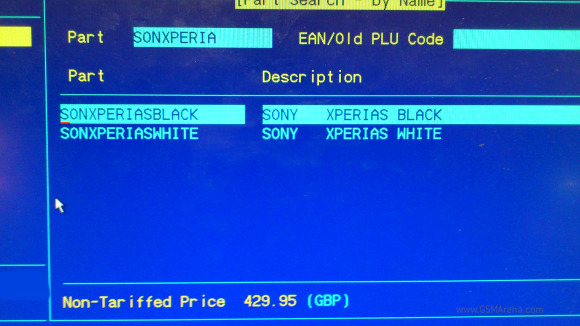 [Part Search - by Name]
Part SONXPERIA EAN/Old PLU Code
Part Description
SONXPERIASBLACK SONY XPERIAS BLACK
SONXPERIASWHITE SONY XPERIAS WHITE
Non-Tariffed Price 429.95 (GBP)
www.GSMArena.com